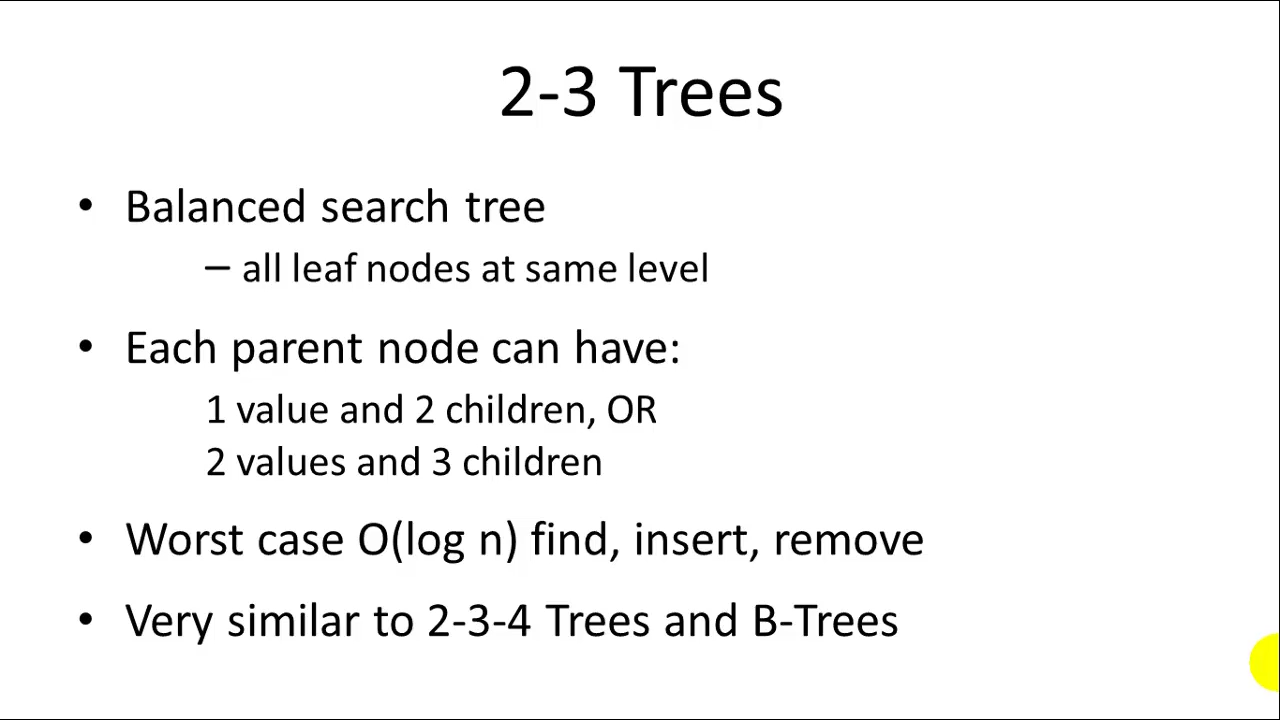 2-3 Trees
• Balanced search tree
– all leaf nodes at same level
• Each parent node can have:
1 value and 2 children, OR
2 values and 3 children
• Worst case O(log n) find, insert, remove
• Very similar to 2-3-4 Trees and B-Trees